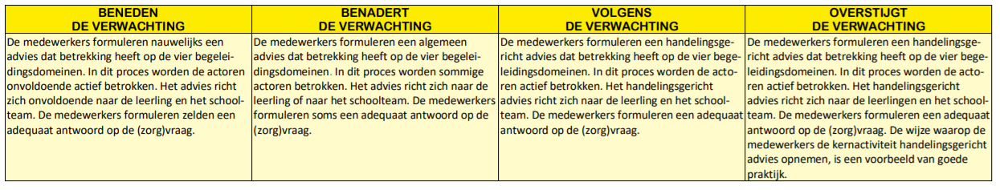 BENEDEN
DE VERWACHTING
De medewerkers formuleren nauwelijks een
advies dat betrekking heeft op de vier begelei-
dingsdomeinen. In dit proces worden de actoren
onvoldoende actief betrokken. Het advies richt
zich onvoldoende naar de leerling en het school-
team. De medewerkers formuleren zelden een
adequaat antwoord op de (zorg)vraag.
BENADERT
DE VERWACHTING
De medewerkers formuleren een algemeen
advies dat betrekking heeft op de vier begelei-
dingsdomeinen. In dit proces worden sommige
actoren betrokken. Het advies richt zich naar de
leerling of naar het schoolteam. De medewerkers
formuleren soms een adequaat antwoord op de
(zorg)vraag.
VOLGENS
DE VERWACHTING
De medewerkers formuleren een handelingsge-
richt advies dat betrekking heeft op de vier bege-
leidingsdomeinen. In dit proces worden de acto-
ren actief betrokken. Het handelingsgericht
advies richt zich naar de leerling en het school-
team. De medewerkers formuleren een adequaat
antwoord op de (zorg)vraag.
OVERSTIJGT
DE VERWACHTING
De medewerkers formuleren een handelingsge-
richt advies dat betrekking heeft op de vier bege-
leidingsdomeinen. In dit proces worden de acto-
ren actief betrokken. Het handelingsgericht
advies richt zich naar de leerlingen en het school-
team. De medewerkers formuleren een adequaat
antwoord op de (zorg)vraag. De wijze waarop de
medewerkers de kernactiviteit handelingsgericht
advies opnemen, is een voorbeeld van goede
praktijk.